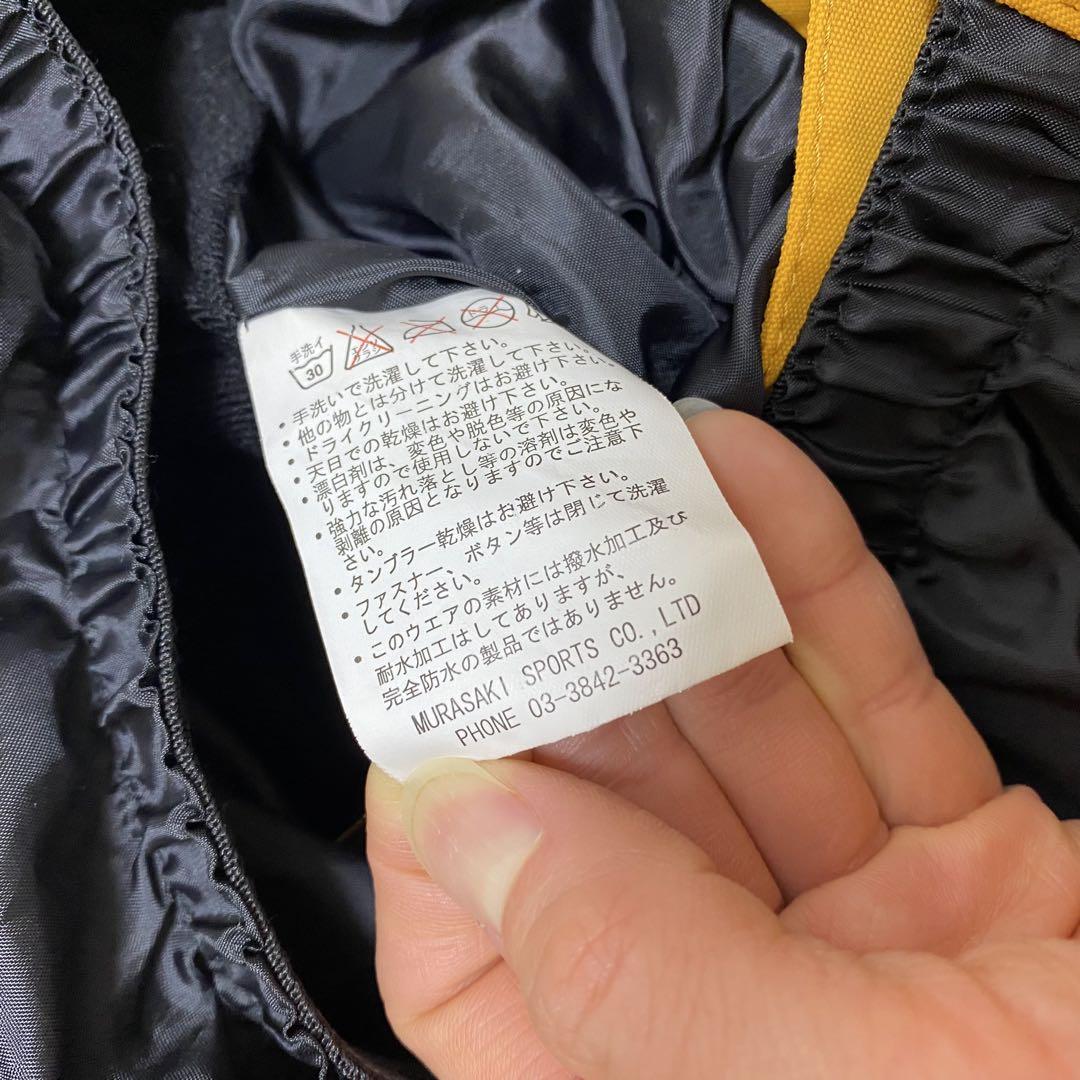 手洗イ
30
エンソ
サラシ
ドライ
・手洗いで洗濯して下さい。
・他の物とは分けて洗濯して下さい。
・ドライクリーニングはお避け下さい。
・天日での乾燥はお避け下さい。
・漂白剤は、変色や脱色等の原因にな
りますので使用しないで下さい。
・強力な汚れ落とし等の溶剤は変色や
剥離の原因となりますのでご注意下
さい。
・タンブラー乾燥はお避け下さい。
・ファスナー、ボタン等は閉じて洗濯
してください。
・このウエアの素材には撥水加工及び
耐水加工はしてありますが、
完全防水の製品ではありません。
MURASAKI SPORTS CO.,LTD
PHONE 03-3842-3363